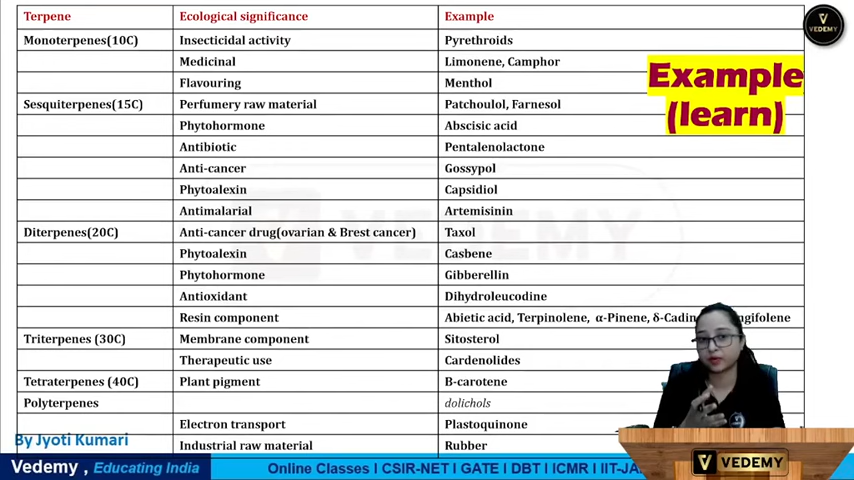 Terpene Ecological significance Example
Monoterpenes(10C) Insecticidal activity Pyrethroids
Medicinal Limonene, Camphor
Flavouring Menthol
Sesquiterpenes(15C) Perfumery raw material Patchoulol, Farnesol
Phytohormone Abscisic acid
Antibiotic Pentalenolactone
Anti-cancer Gossypol
Phytoalexin Capsidiol
Antimalarial Artemisinin
Diterpenes(20C) Anti-cancer drug(ovarian & Brest cancer) Taxol
Phytoalexin Casbene
Phytohormone Gibberellin
Antioxidant Dihydroleucodine
Resin component Abietic acid, Terpinolene, α-Pinene, δ-Cadin ngifolene
Triterpenes (30C) Membrane component Sitosterol
Therapeutic use Cardenolides
Tetraterpenes (40C) Plant pigment B-carotene
Polyterpenes dolichols
Electron transport Plastoquinone
Industrial raw material Rubber
Example
(learn)
V
VEDEMY
V VEDEMY
By Jyoti Kumari
V VEDEMY
Vedemy , Educating India Online Classes I CSIR-NET I GATE I DBT I ICMR I IIT-JA